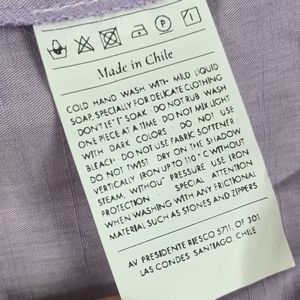 Made in Chile
COLD HAND WASH WITH MILD LIQUID
SOAP, SPECIALLY FOR DELICATE CLOTHING
· DON'T LE"T" SOAK · DO NOT RUB WASH
ONE PIECE AT A TIME · DO NOT MIX LIGHT
WITH DARK COLORS · DO NOT
BLEACH · DO NOT USE FABRIC SOFTENER
· DO NOT TWIST · DRY ON THE SHADOW
VERTICALLY IRON UP TO 110° C WITHOUT
STEAM, WITHOUT PRESSURE · USE IRON
PROTECTION · SPECIAL ATTENTION
WHEN WASHING WITH ANY FRICTIONAL
MATERIAL SUCH AS STONES AND ZIPPERS
AV. PRESIDENTE RIESCO 5711, OF. 301
LAS CONDES. SANTIAGO, CHILE